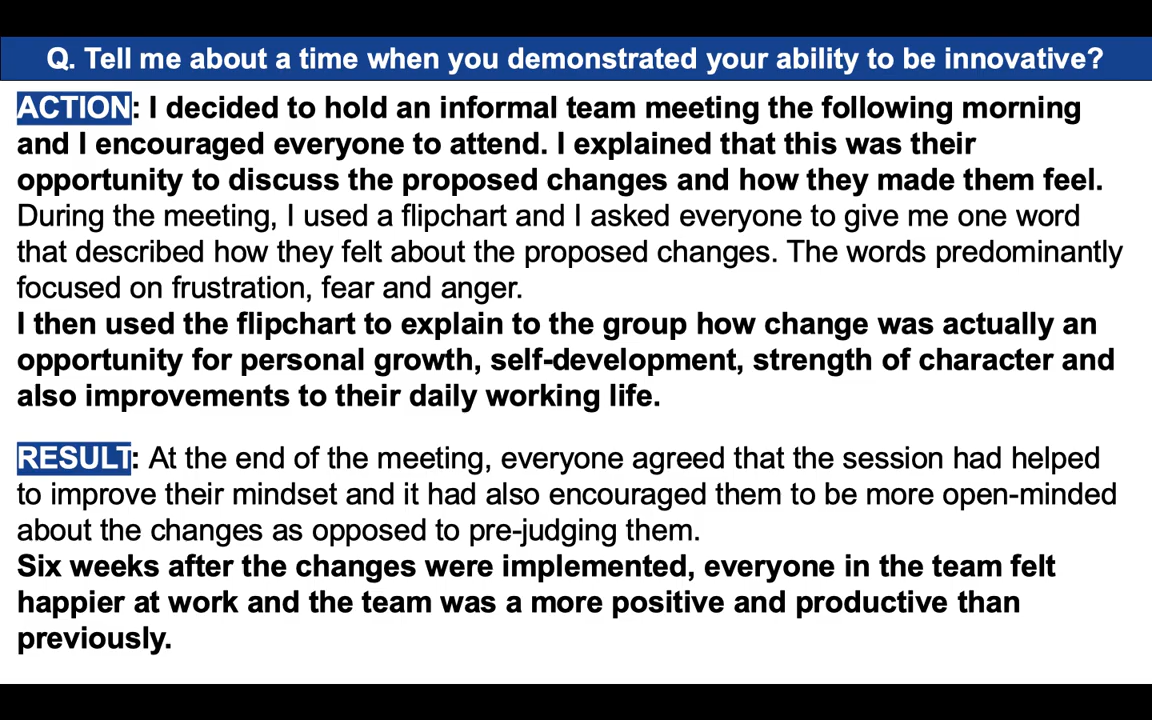 Q. Tell me about a time when you demonstrated your ability to be innovative?
ACTION: I decided to hold an informal team meeting the following morning
and I encouraged everyone to attend. I explained that this was their
opportunity to discuss the proposed changes and how they made them feel.
During the meeting, I used a flipchart and I asked everyone to give me one word
that described how they felt about the proposed changes. The words predominantly
focused on frustration, fear and anger.
I then used the flipchart to explain to the group how change was actually an
opportunity for personal growth, self-development, strength of character and
also improvements to their daily working life.
RESULT: At the end of the meeting, everyone agreed that the session had helped
to improve their mindset and it had also encouraged them to be more open-minded
about the changes as opposed to pre-judging them.
Six weeks after the changes were implemented, everyone in the team felt
happier at work and the team was a more positive and productive than
previously.